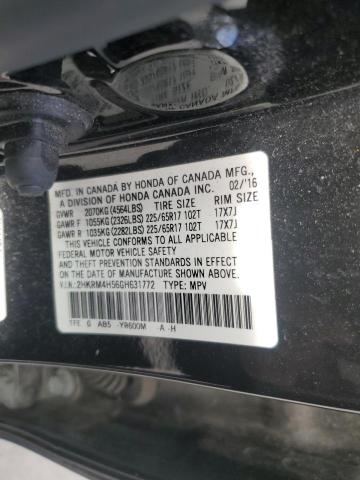 MFD. IN CANADA BY HONDA OF CANADA MFG.,
A DIVISION OF HONDA CANADA INC. 02/'16
GVWR 2070KG(4564LBS) TIRE SIZE RIM SIZE
GAWR F 1055KG(2326LBS) 225/65R17 102T 17X7J
GAWR R 1035KG(2282LBS) 225/65R17 102T 17X7J
THIS VEHICLE CONFORMS TO ALL APPLICABLE
FEDERAL MOTOR VEHICLE SAFETY STANDARDS IN EFFECT
ON THE DATE OF MANUFACTURE SHOWN ABOVE.
V.I.N.:2HKRM4H56GH631772 TYPE: MPV
TFE G AB5 -YR600M -A -H